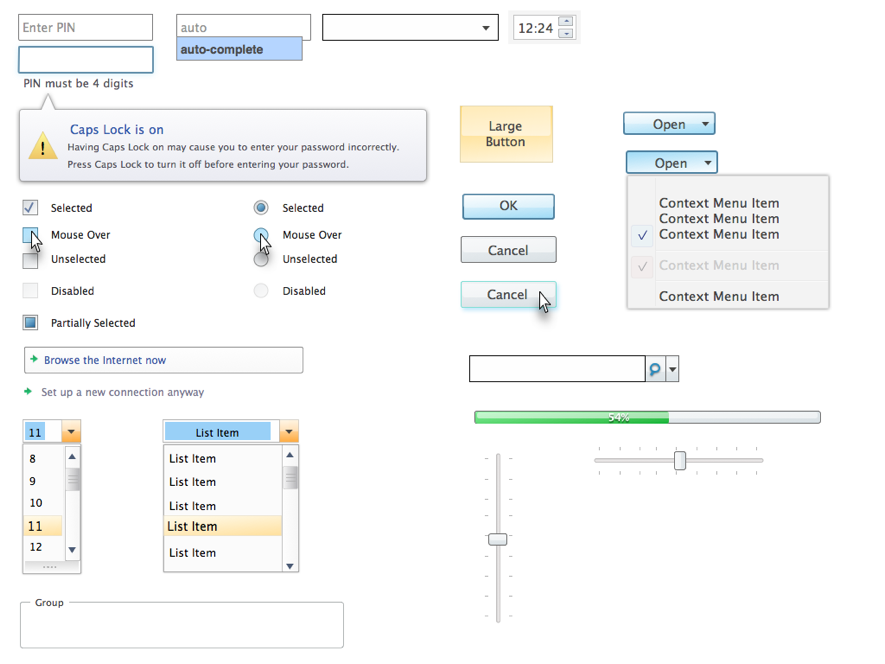 Enter PIN
auto
auto-complete
12:24
PIN must be 4 digits
Caps Lock is on
Having Caps Lock on may cause you to enter your password incorrectly.
Press Caps Lock to turn it off before entering your password.
Large
Button
Open
Open
Context Menu Item
Context Menu Item
Context Menu Item
Context Menu Item
Context Menu Item
Selected
Mouse Over
Unselected
Disabled
Partially Selected
Selected
Mouse Over
Unselected
Disabled
OK
Cancel
Cancel
Browse the Internet now
Set up a new connection anyway
54%
11
8
9
10
11
12
List Item
List Item
List Item
List Item
List Item
List Item
Group